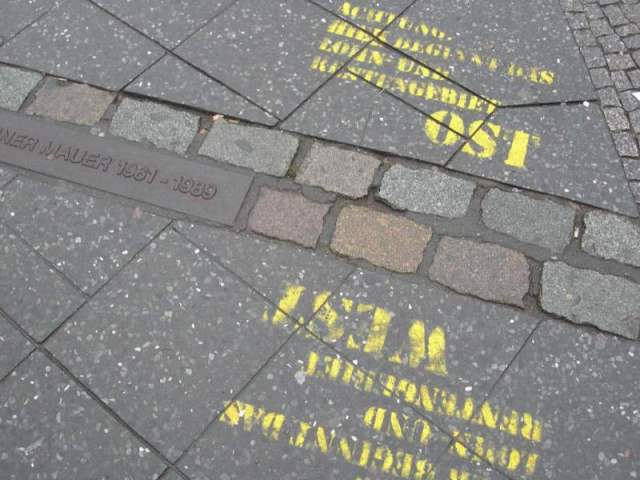 ACHTUNG,
HIER BEGINNT DAS
LOHN- UND
RENTENGEBIET
OST
NER MAUER 1961 - 1989
BEGINNT DAS
LOHN- UND
RENTENGEBIET
WEST